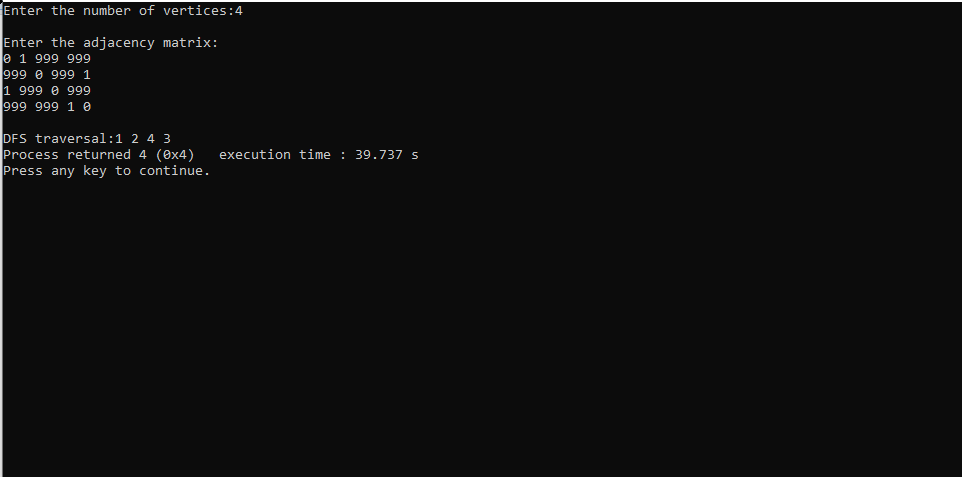 Enter the number of vertices:4
Enter the adjacency matrix:
0 1 999 999
999 0 999 1
1 999 0 999
999 999 1 0
DFS traversal:1 2 4 3
Process returned 4 (0x4)   execution time : 39.737 s
Press any key to continue.